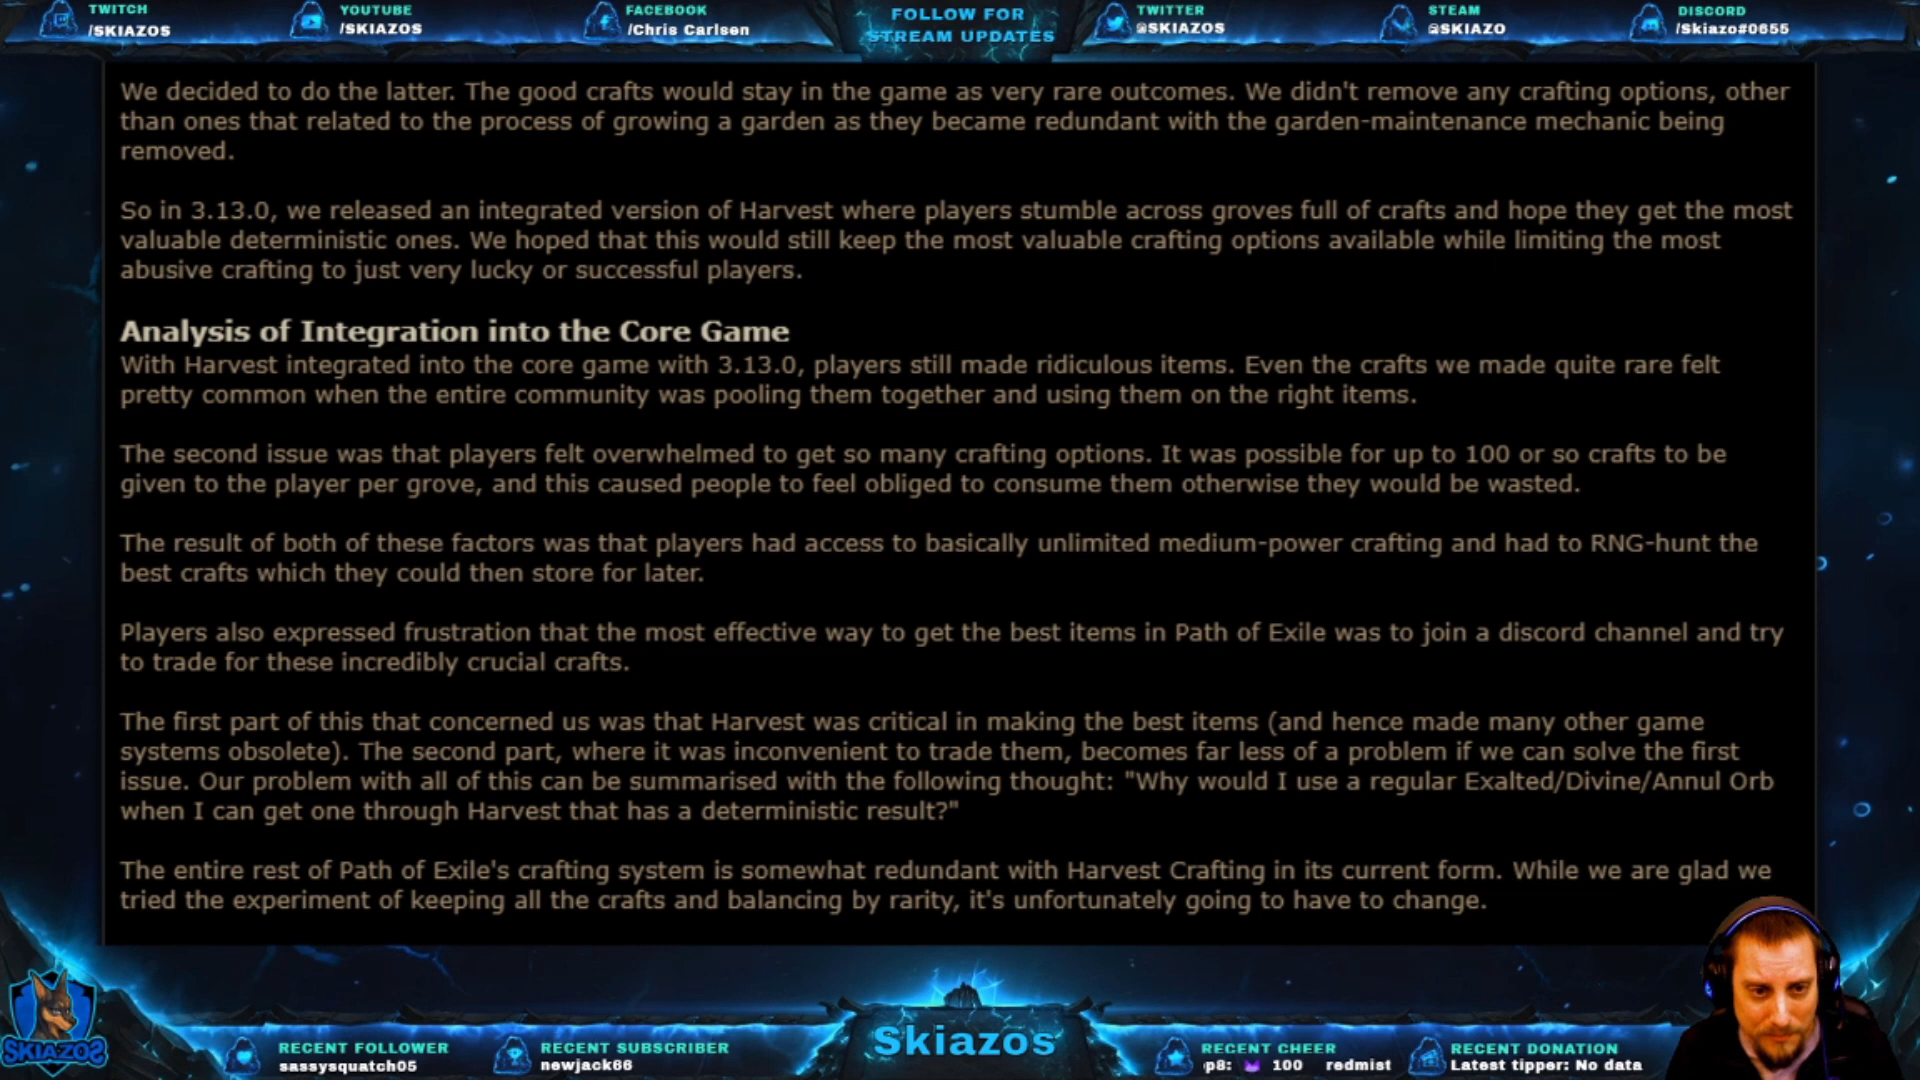 TWITCH
/SKIAZOS
YOUTUBE
/SKIAZOS
FACEBOOK
/Chris Carlsen
FOLLOW FOR
STREAM UPDATES
TWITTER
@SKIAZOS
STEAM
@SKIAZO
DISCORD
/Skiazo#0655
We decided to do the latter. The good crafts would stay in the game as very rare outcomes. We didn't remove any crafting options, other
than ones that related to the process of growing a garden as they became redundant with the garden-maintenance mechanic being
removed.
So in 3.13.0, we released an integrated version of Harvest where players stumble across groves full of crafts and hope they get the most
valuable deterministic ones. We hoped that this would still keep the most valuable crafting options available while limiting the most
abusive crafting to just very lucky or successful players.
Analysis of Integration into the Core Game
With Harvest integrated into the core game with 3.13.0, players still made ridiculous items. Even the crafts we made quite rare felt
pretty common when the entire community was pooling them together and using them on the right items.
The second issue was that players felt overwhelmed to get so many crafting options. It was possible for up to 100 or so crafts to be
given to the player per grove, and this caused people to feel obliged to consume them otherwise they would be wasted.
The result of both of these factors was that players had access to basically unlimited medium-power crafting and had to RNG-hunt the
best crafts which they could then store for later.
Players also expressed frustration that the most effective way to get the best items in Path of Exile was to join a discord channel and try
to trade for these incredibly crucial crafts.
The first part of this that concerned us was that Harvest was critical in making the best items (and hence made many other game
systems obsolete). The second part, where it was inconvenient to trade them, becomes far less of a problem if we can solve the first
issue. Our problem with all of this can be summarised with the following thought: "Why would I use a regular Exalted/Divine/Annul Orb
when I can get one through Harvest that has a deterministic result?"
The entire rest of Path of Exile's crafting system is somewhat redundant with Harvest Crafting in its current form. While we are glad we
tried the experiment of keeping all the crafts and balancing by rarity, it's unfortunately going to have to change.
SKIAZOS
RECENT FOLLOWER
sassysquatch05
RECENT SUBSCRIBER
newjack66
Skiazos
RECENT CHEER
p8: 100 redmist
RECENT DONATION
Latest tipper: No data